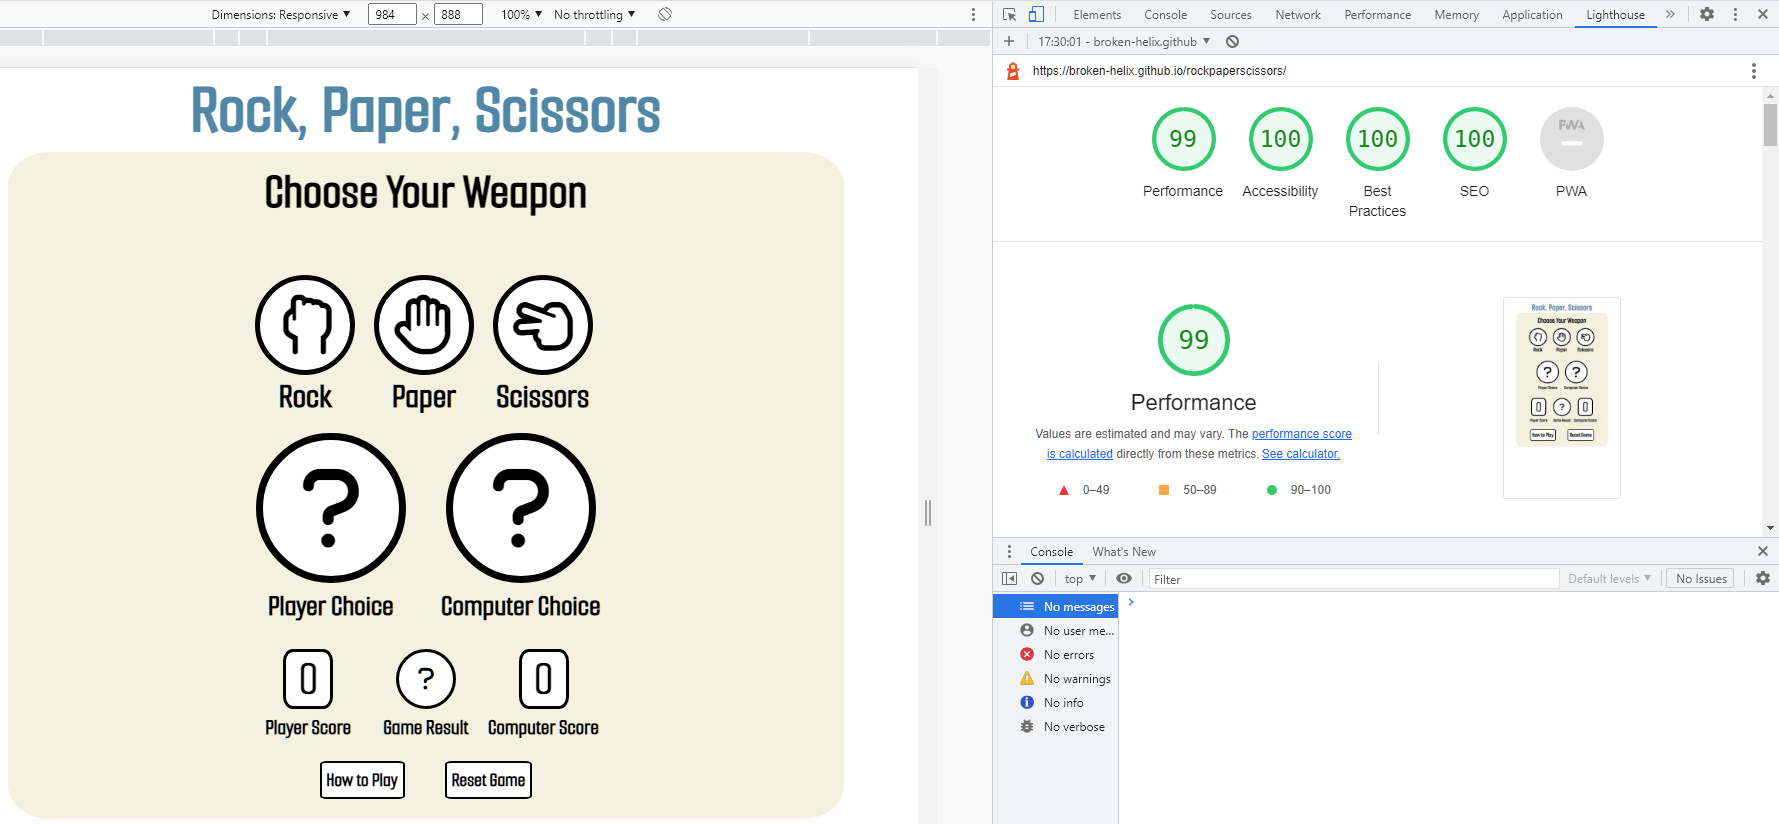 Dimensions: Responsive ▼ 984 × 888 100% ▼ No throttling ▼
Rock, Paper, Scissors
Choose Your Weapon
Rock Paper Scissors
? ?
Player Choice Computer Choice
0 ? 0
Player Score Game Result Computer Score
How to Play Reset Game
Elements Console Sources Network Performance Memory Application Lighthouse »
+ 17:30:01 - broken-helix.github ▼
https://broken-helix.github.io/rockpaperscissors/
99 100 100 100 PWA
Performance Accessibility Best Practices SEO PWA
99
Performance
Values are estimated and may vary. The performance score
is calculated directly from these metrics. See calculator.
0–49 50–89 90–100
Rock, Paper, Scissors
Choose Your Weapon
Rock Paper Scissors
? ?
Player Choice Computer Choice
0 ? 0
Player Score Game Result Computer Score
How to Play Reset Game
Console What's New
top ▼ Filter Default levels ▼ No Issues
No messages
No user me...
No errors
No warnings
No info
No verbose